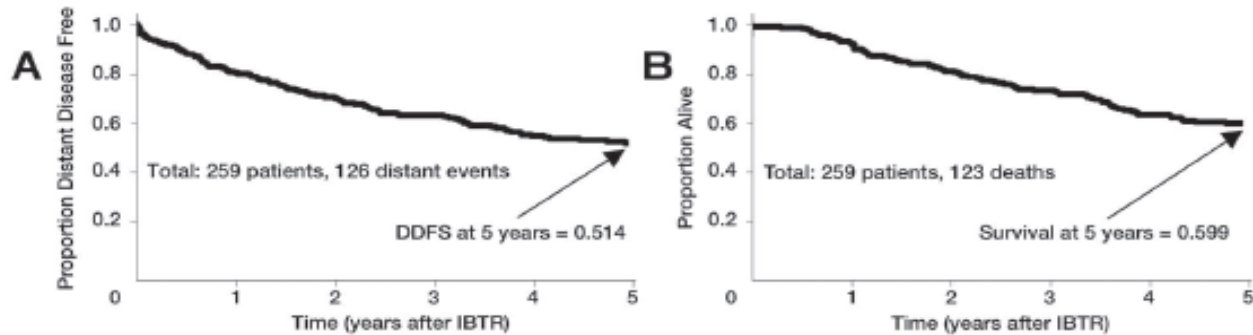 A
Proportion Distant Disease Free
1.0
0.8
0.6
0.4
0.2
0
Total: 259 patients, 126 distant events
DDFS at 5 years = 0.514
1 2 3 4 5
Time (years after IBTR)
B
Proportion Alive
1.0
0.8
0.6
0.4
0.2
0
Total: 259 patients, 123 deaths
Survival at 5 years = 0.599
1 2 3 4 5
Time (years after IBTR)